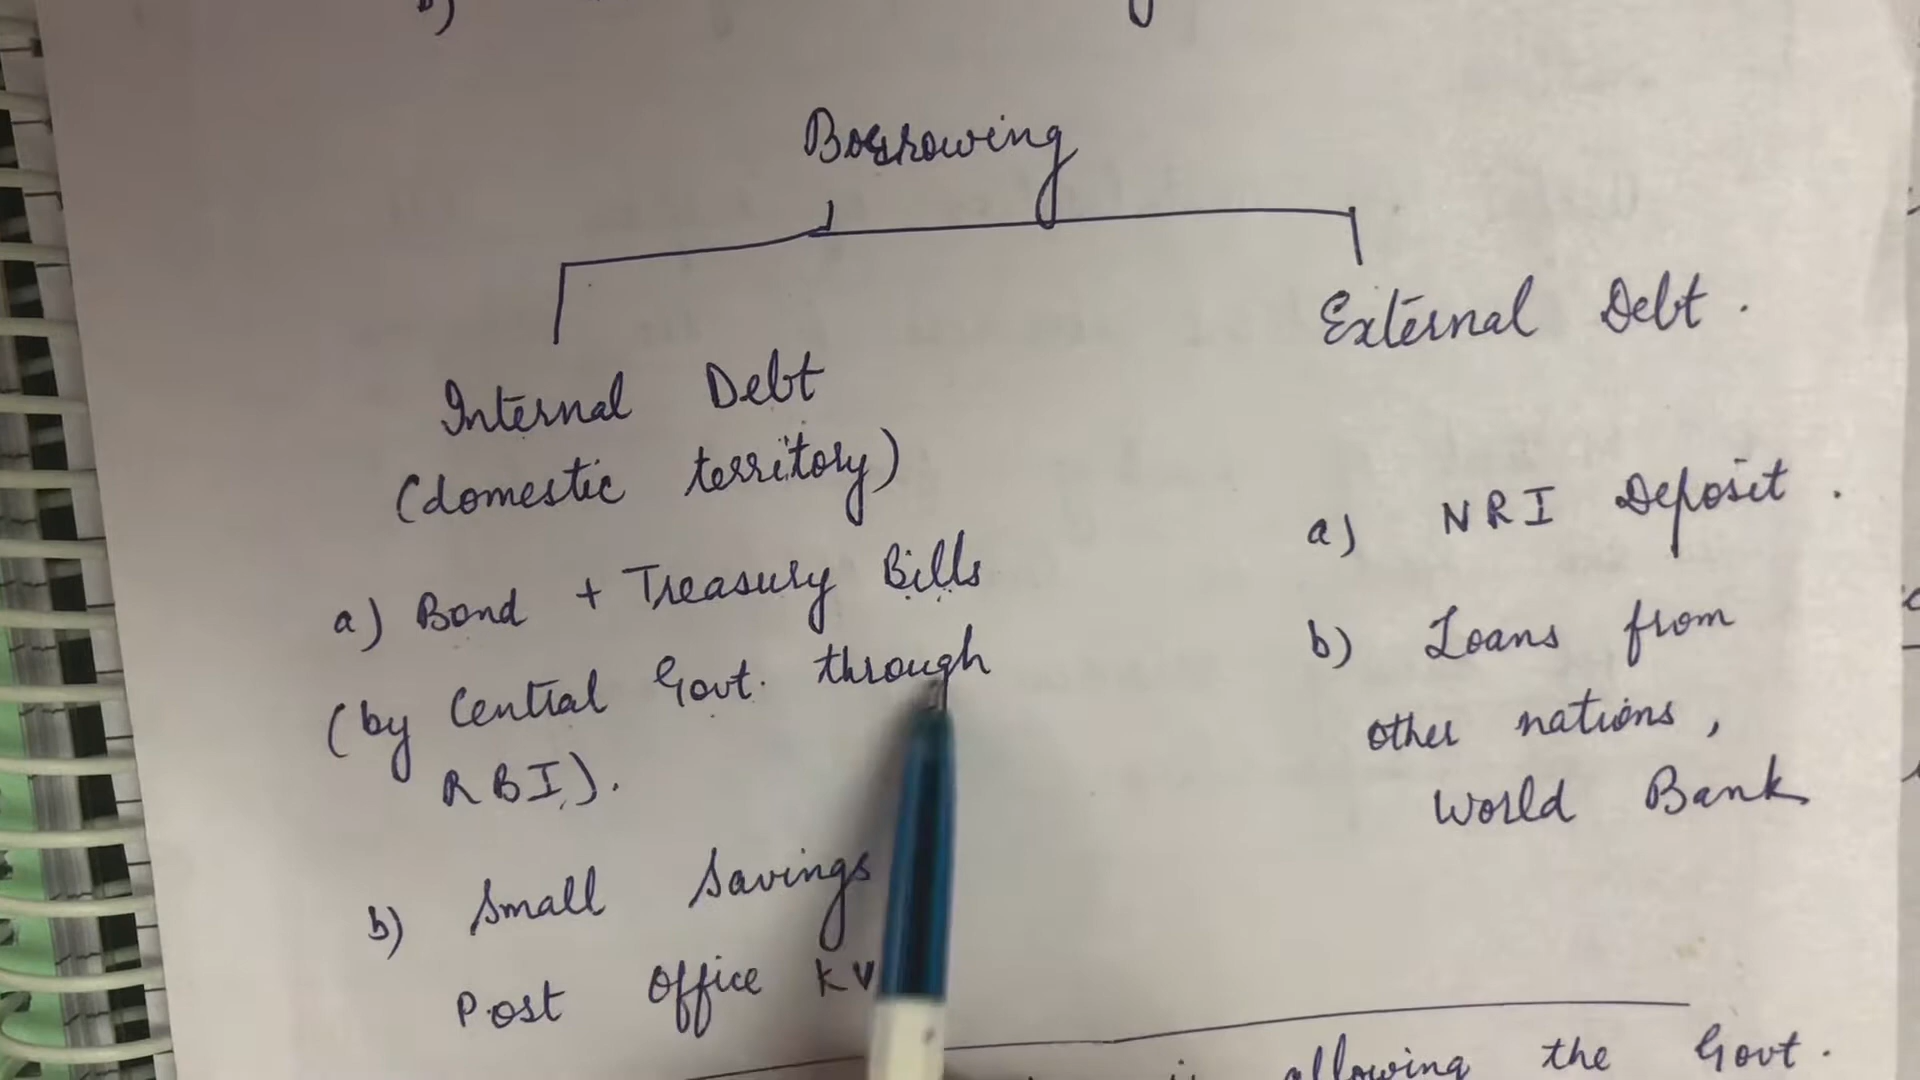 b)
Borrowing
Internal Debt
(domestic territory)
a) Bond + Treasury Bills
(by Central Govt. through
RBI).
b) Small Savings
Post Office KV
External Debt.
a) NRI Deposit.
b) Loans from
other nations,
World Bank
allowing the Govt.